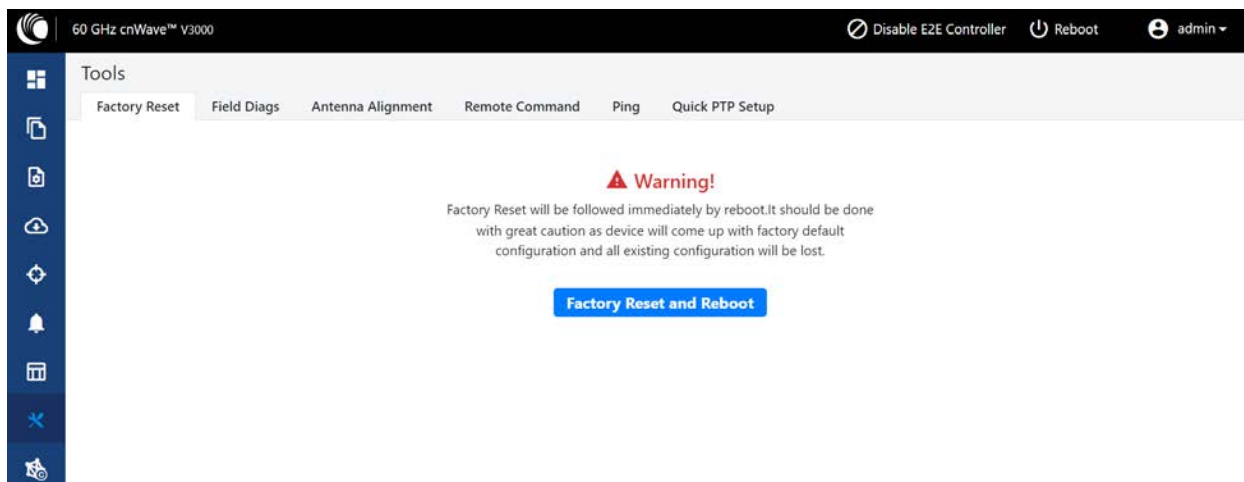 60 GHz cnWave™ V3000
Disable E2E Controller
Reboot
admin
Tools
Factory Reset
Field Diags
Antenna Alignment
Remote Command
Ping
Quick PTP Setup
Warning!
Factory Reset will be followed immediately by reboot.It should be done
with great caution as device will come up with factory default
configuration and all existing configuration will be lost.
Factory Reset and Reboot